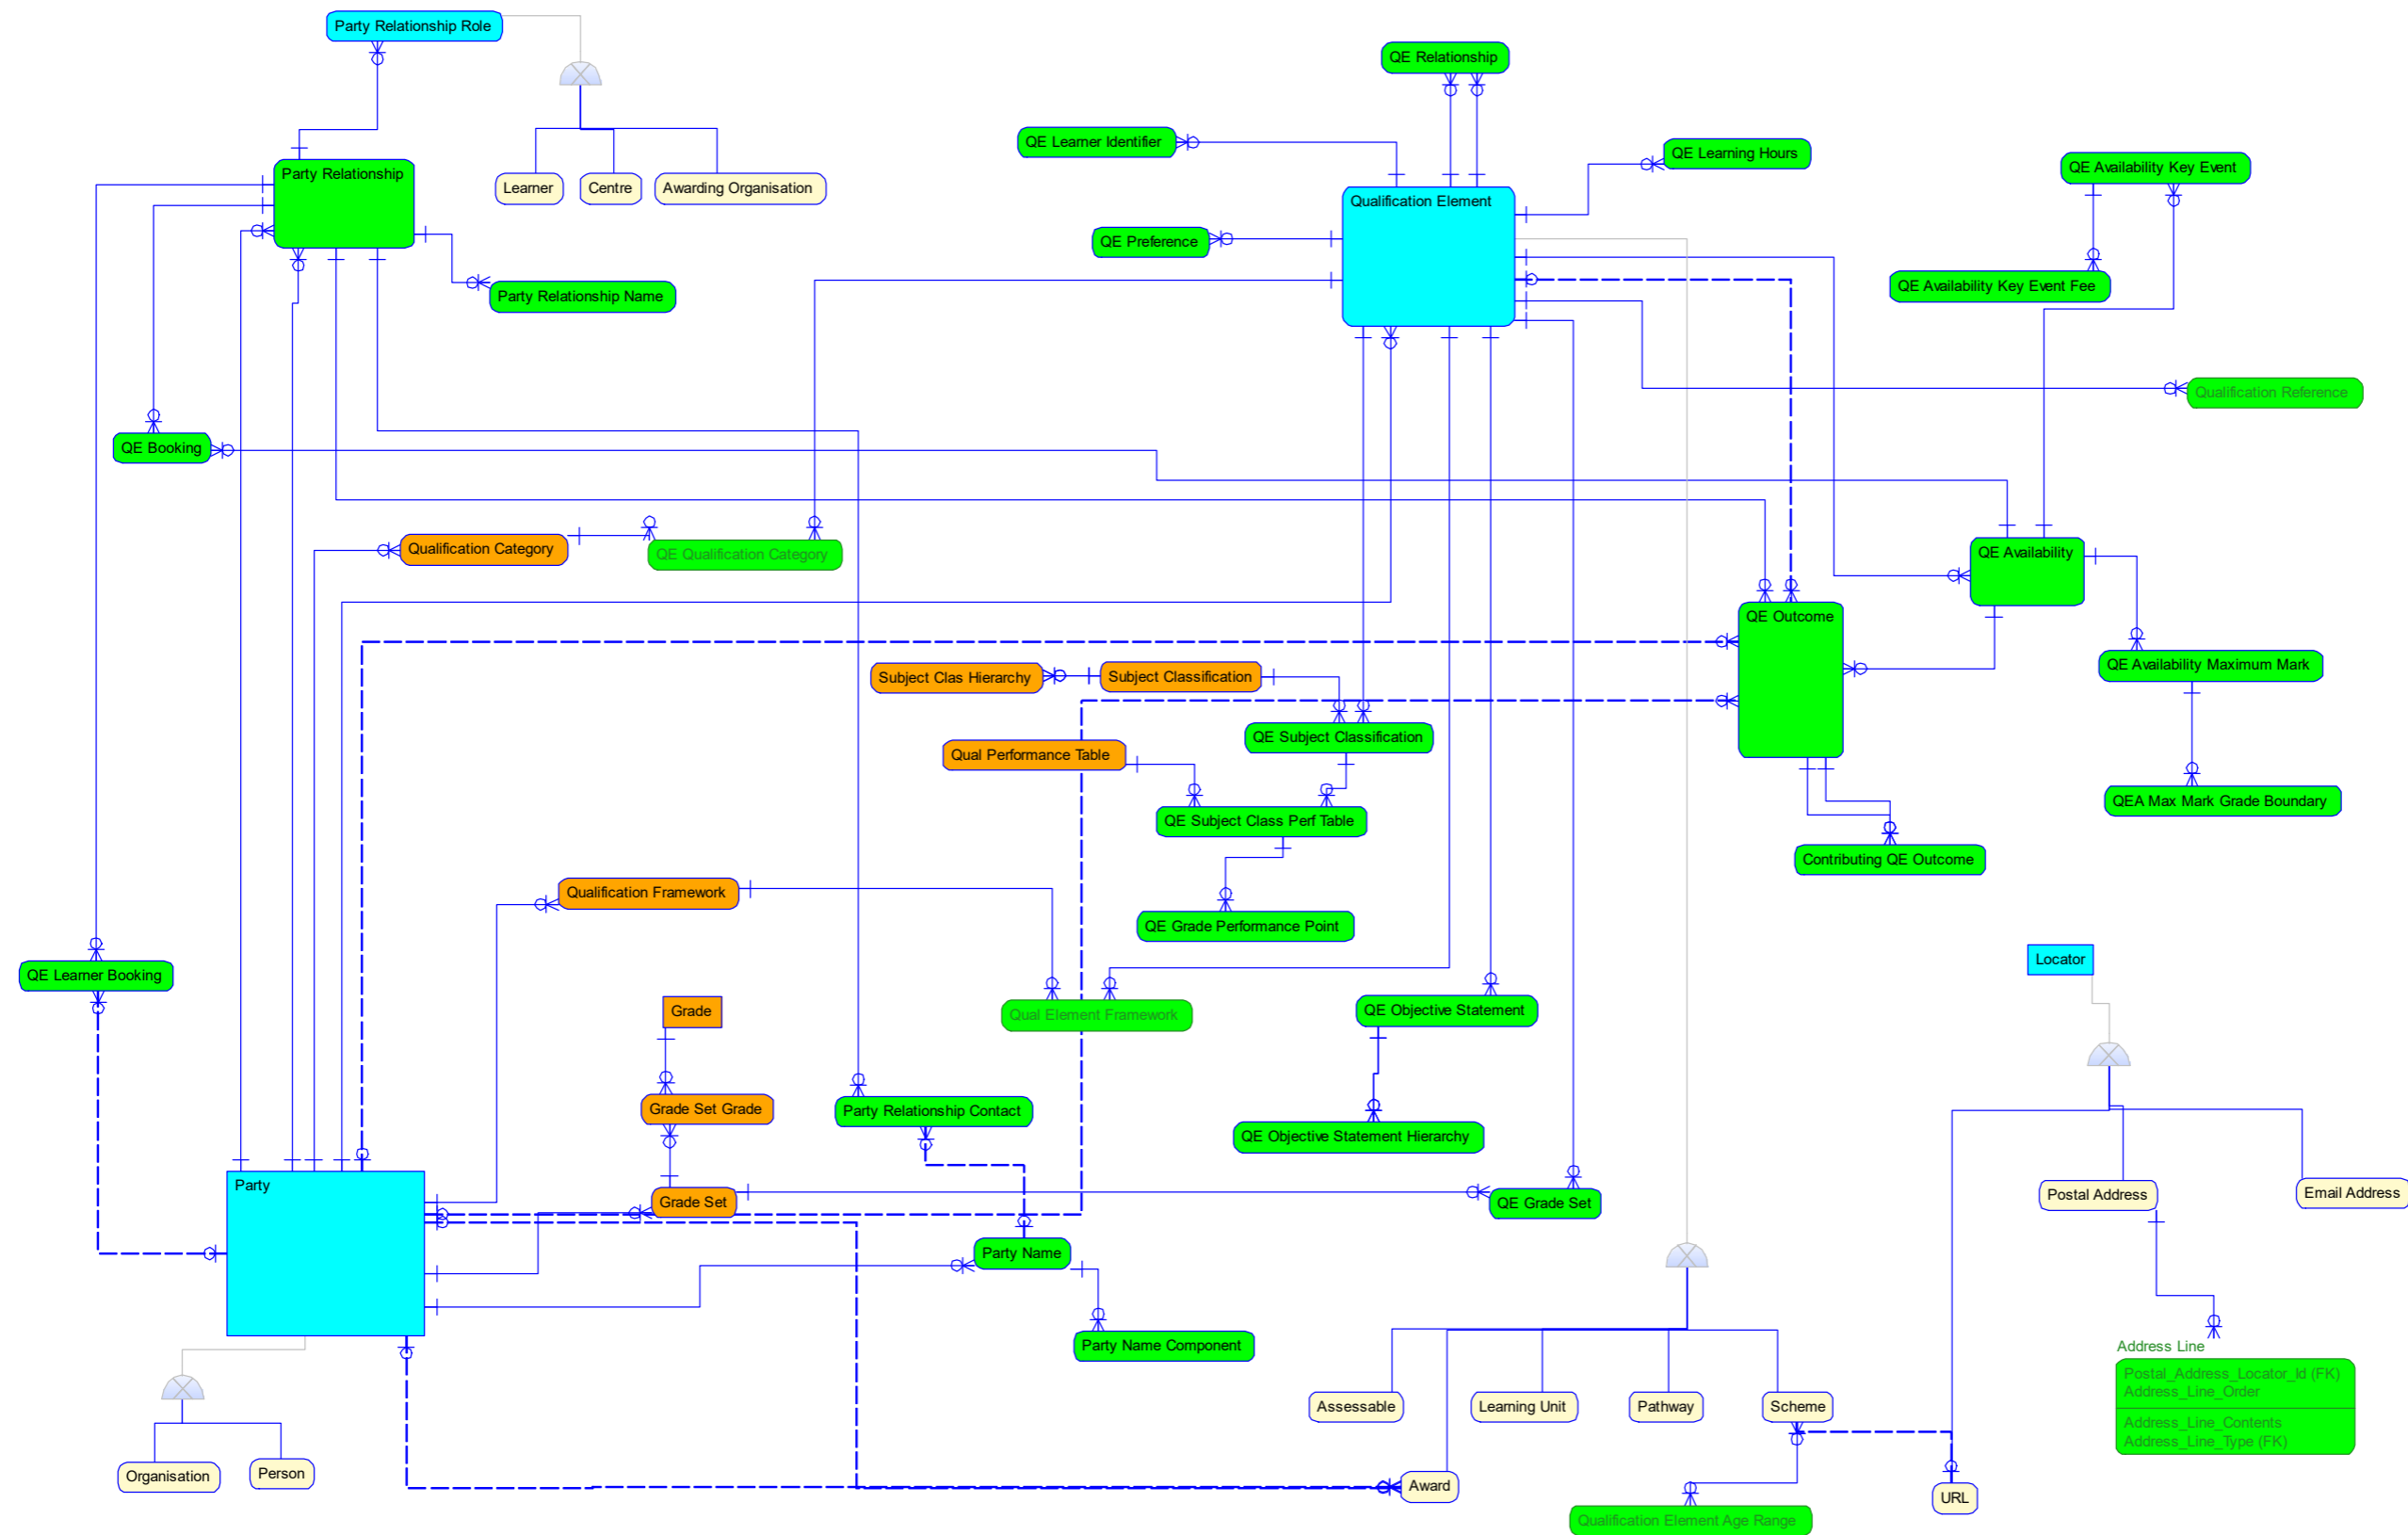 Party Relationship Role
QE Relationship
QE Learner Identifier
QE Learning Hours
QE Availability Key Event
Party Relationship
Learner
Centre
Awarding Organisation
Qualification Element
QE Preference
QE Availability Key Event Fee
Party Relationship Name
Qualification Reference
QE Booking
Qualification Category
QE Qualification Category
QE Availability
QE Outcome
QE Availability Maximum Mark
Subject Clas Hierarchy
Subject Classification
QE Subject Classification
Qual Performance Table
QEA Max Mark Grade Boundary
QE Subject Class Perf Table
Contributing QE Outcome
Qualification Framework
QE Grade Performance Point
Locator
QE Learner Booking
Grade
Qual Element Framework
QE Objective Statement
Grade Set Grade
Party Relationship Contact
QE Objective Statement Hierarchy
Party
Grade Set
QE Grade Set
Postal Address
Email Address
Party Name
Party Name Component
Address Line
Postal_Address_Locator_Id (FK)
Address_Line_Order
Address_Line_Contents
Address_Line_Type (FK)
Assessable
Learning Unit
Pathway
Scheme
Organisation
Person
Award
URL
Qualification Element Age Range